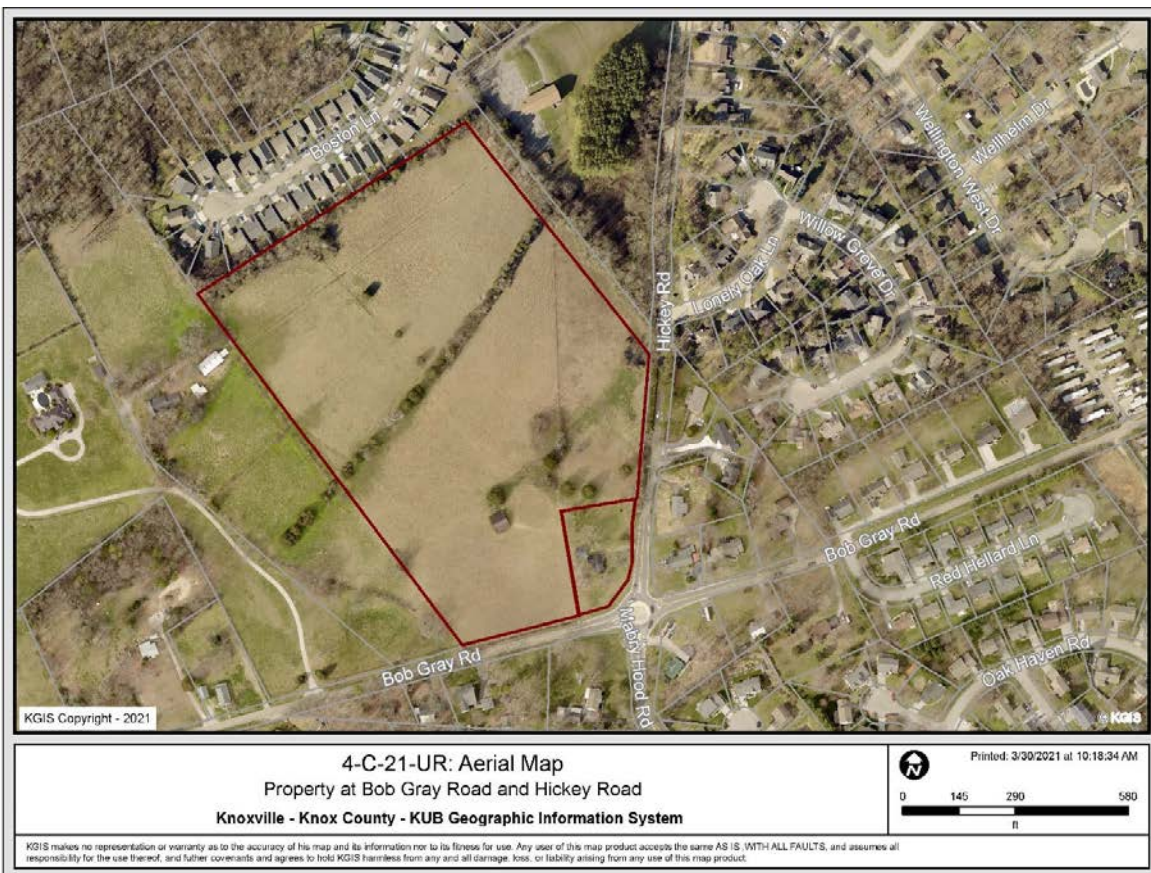 Boston Ln
Wellington West Dr
Wellhelm Dr
Willow Grove Dr
Lonely Oak Ln
Hickey Rd
Bob Gray Rd
Red Hellard Ln
Mabry Hood Rd
Oak Haven Rd
Bob Gray Rd
KGIS Copyright - 2021
© KGIS
4-C-21-UR: Aerial Map
Property at Bob Gray Road and Hickey Road
Knoxville - Knox County - KUB Geographic Information System
N
Printed: 3/30/2021 at 10:18:34 AM
0 145 290 580
ft
KGIS makes no representation or warranty as to the accuracy of his map and its information nor to its fitness for use. Any user of this map product accepts the same AS IS ,WITH ALL FAULTS, and assumes all
responsibility for the use thereof, and futher covenants and agrees to hold KGIS harmless from any and all damage, loss, or liability arising from any use of this map product.